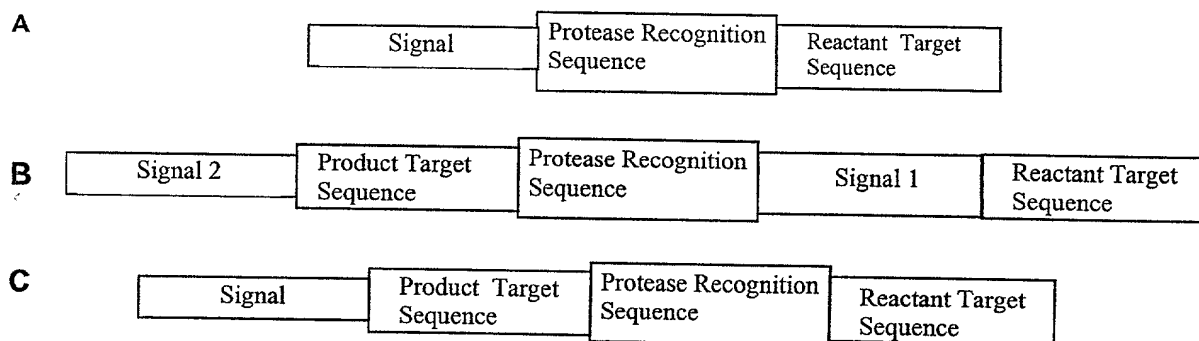 A
Signal
Protease Recognition
Sequence
Reactant Target
Sequence
B
Signal 2
Product Target
Sequence
Protease Recognition
Sequence
Signal 1
Reactant Target
Sequence
C
Signal
Product Target
Sequence
Protease Recognition
Sequence
Reactant Target
Sequence